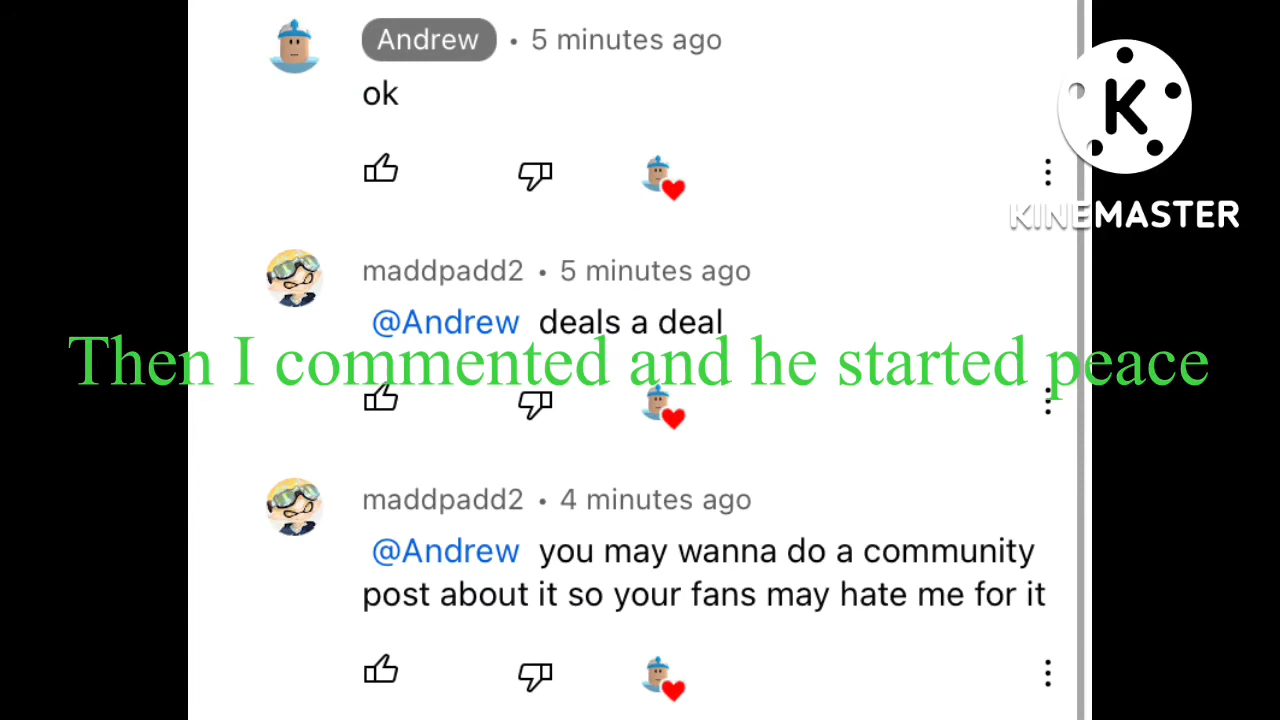 Andrew • 5 minutes ago
ok
K
KINEMASTER
maddpadd2 • 5 minutes ago
@Andrew deals a deal
Then I commented and he started peace
maddpadd2 • 4 minutes ago
@Andrew you may wanna do a community
post about it so your fans may hate me for it